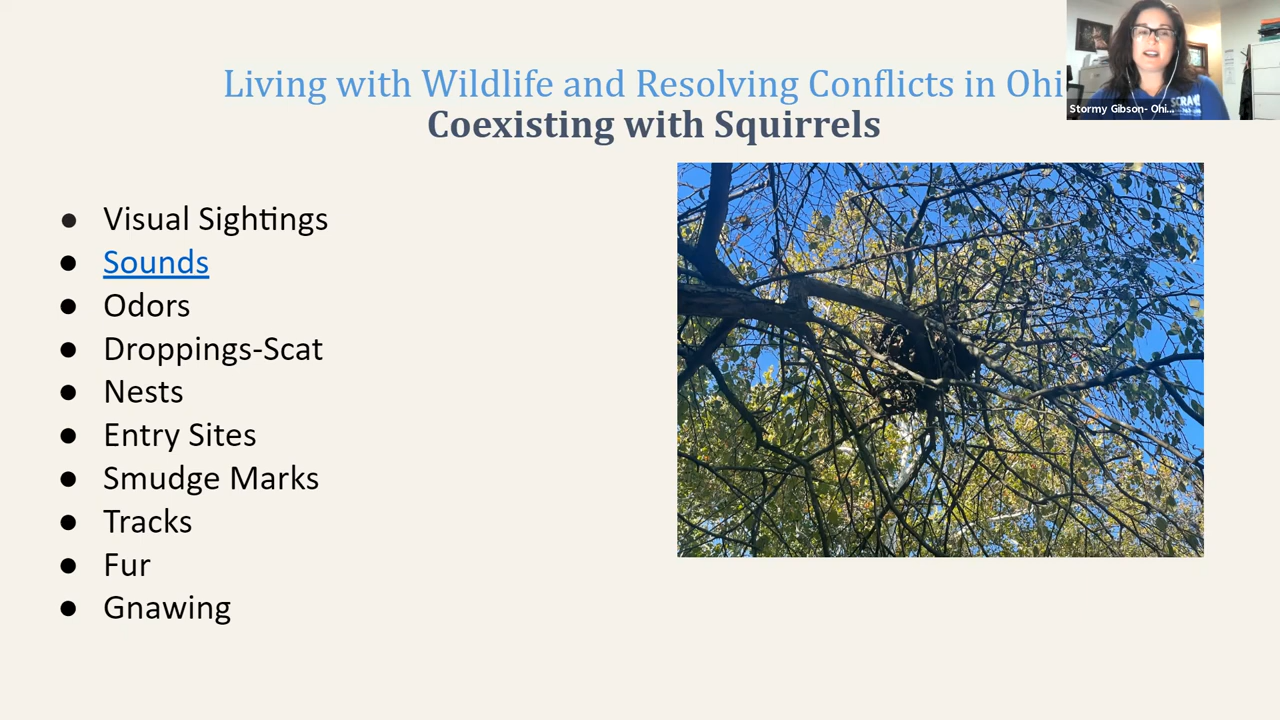 Living with Wildlife and Resolving Conflicts in Ohi
Coexisting with Squirrels
Stormy Gibson- Ohi...
● Visual Sightings
● Sounds
● Odors
● Droppings-Scat
● Nests
● Entry Sites
● Smudge Marks
● Tracks
● Fur
● Gnawing